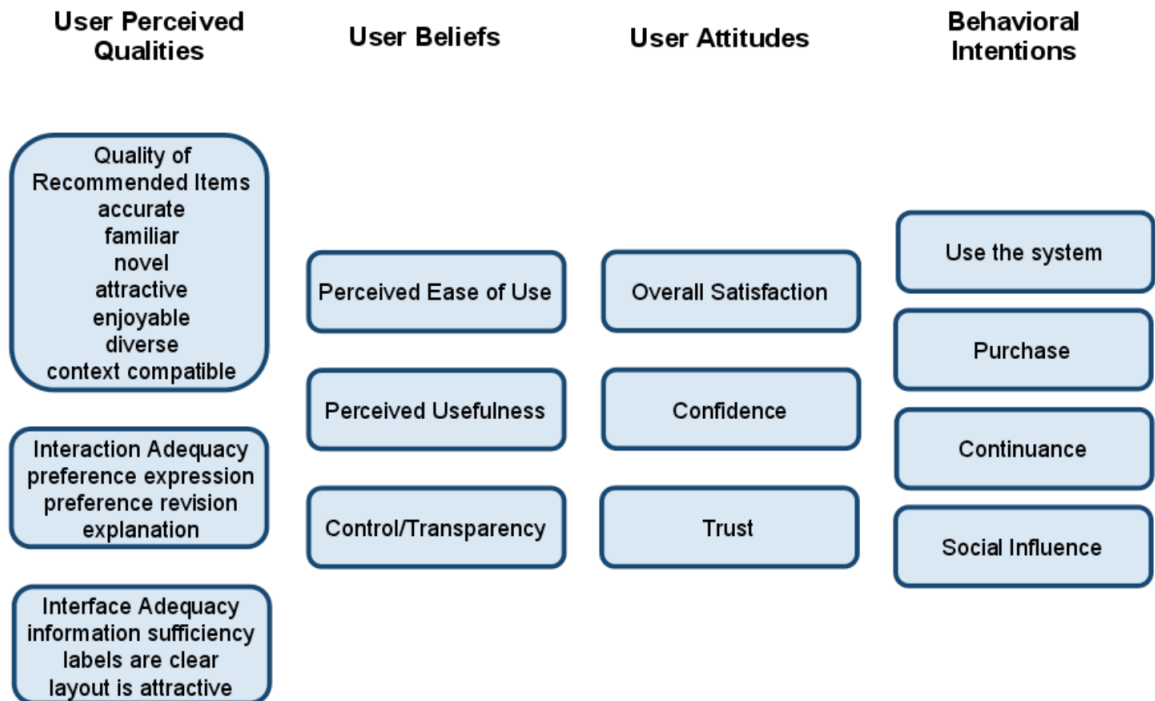 User Perceived
Qualities
User Beliefs
User Attitudes
Behavioral
Intentions
Quality of
Recommended Items
accurate
familiar
novel
attractive
enjoyable
diverse
context compatible
Interaction Adequacy
preference expression
preference revision
explanation
Interface Adequacy
information sufficiency
labels are clear
layout is attractive
Perceived Ease of Use
Perceived Usefulness
Control/Transparency
Overall Satisfaction
Confidence
Trust
Use the system
Purchase
Continuance
Social Influence